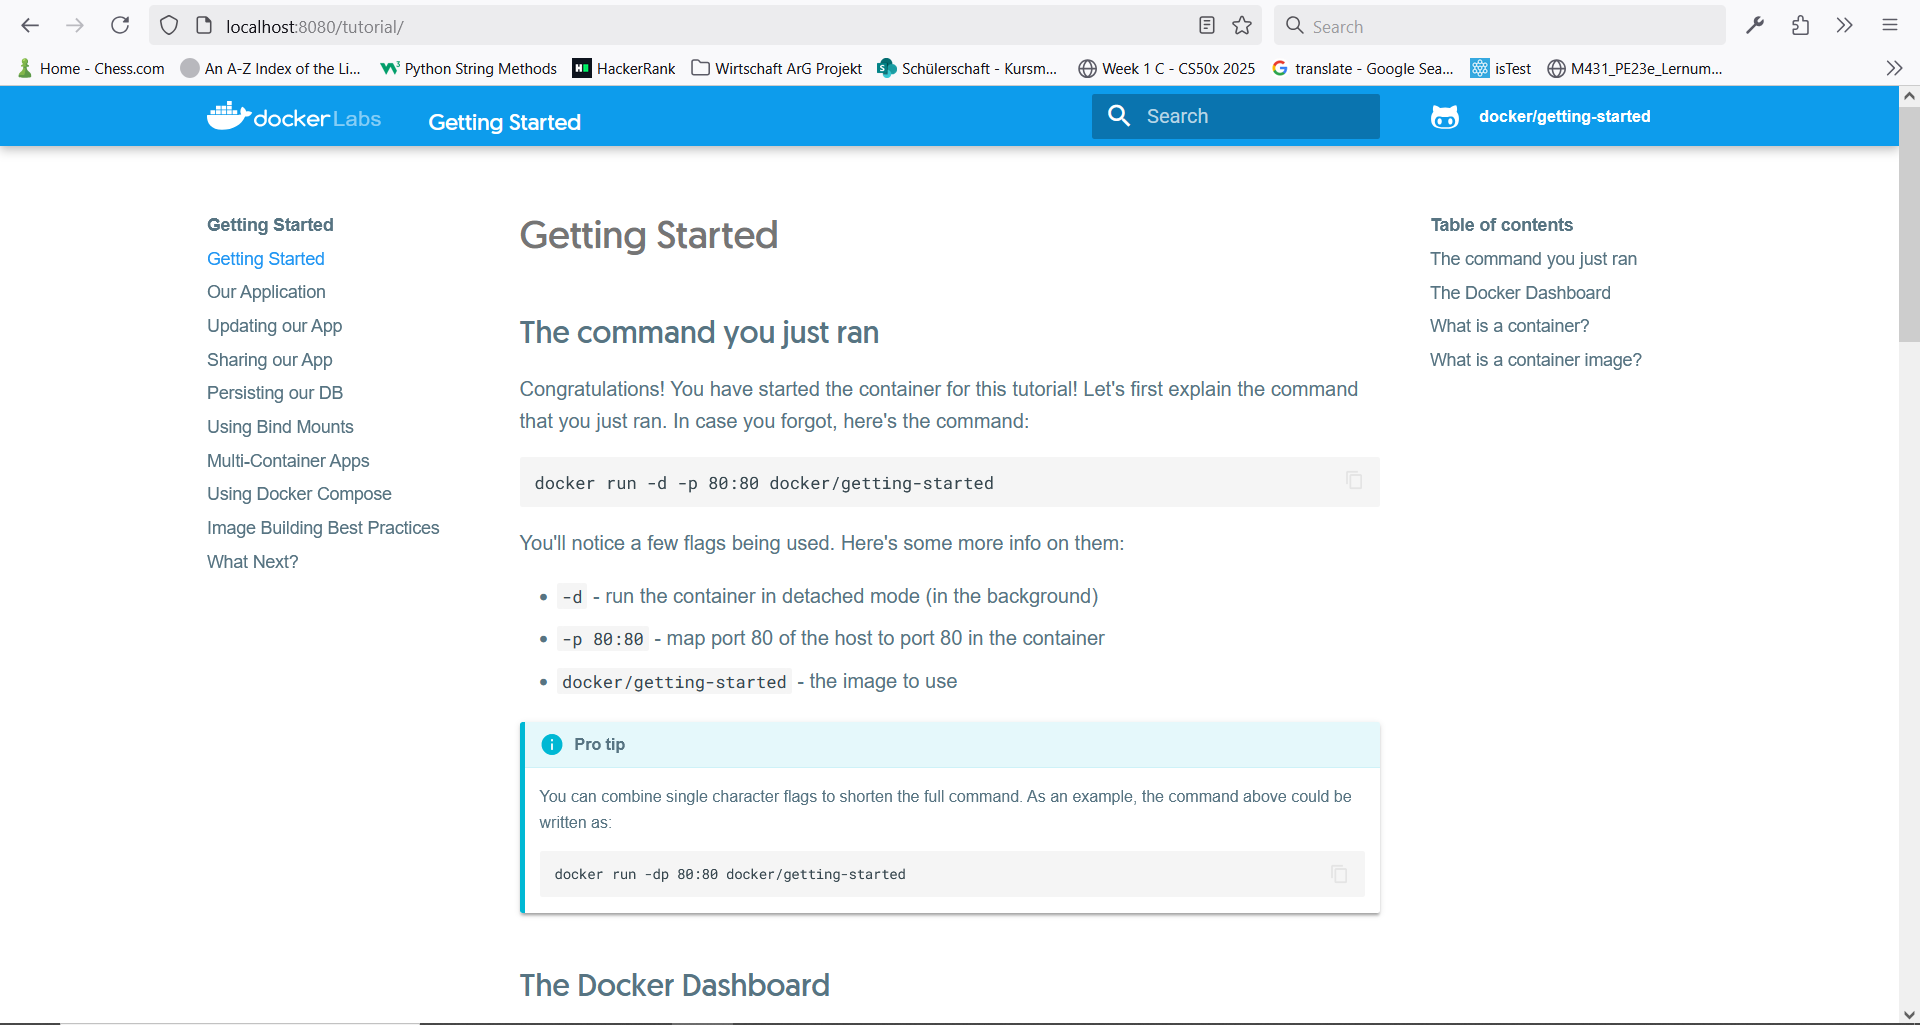 localhost:8080/tutorial/
Search
Home - Chess.com
An A-Z Index of the Li...
Python String Methods
HackerRank
Wirtschaft ArG Projekt
Schülerschaft - Kursm...
Week 1 C - CS50x 2025
translate - Google Sea...
isTest
M431_PE23e_Lernum...
docker Labs
Getting Started
Search
docker/getting-started
Getting Started
Getting Started
Our Application
Updating our App
Sharing our App
Persisting our DB
Using Bind Mounts
Multi-Container Apps
Using Docker Compose
Image Building Best Practices
What Next?
Getting Started
The command you just ran
Congratulations! You have started the container for this tutorial! Let's first explain the command
that you just ran. In case you forgot, here's the command:
docker run -d -p 80:80 docker/getting-started
You'll notice a few flags being used. Here's some more info on them:
-d - run the container in detached mode (in the background)
-p 80:80 - map port 80 of the host to port 80 in the container
docker/getting-started - the image to use
Pro tip
You can combine single character flags to shorten the full command. As an example, the command above could be
written as:
docker run -dp 80:80 docker/getting-started
The Docker Dashboard
Table of contents
The command you just ran
The Docker Dashboard
What is a container?
What is a container image?